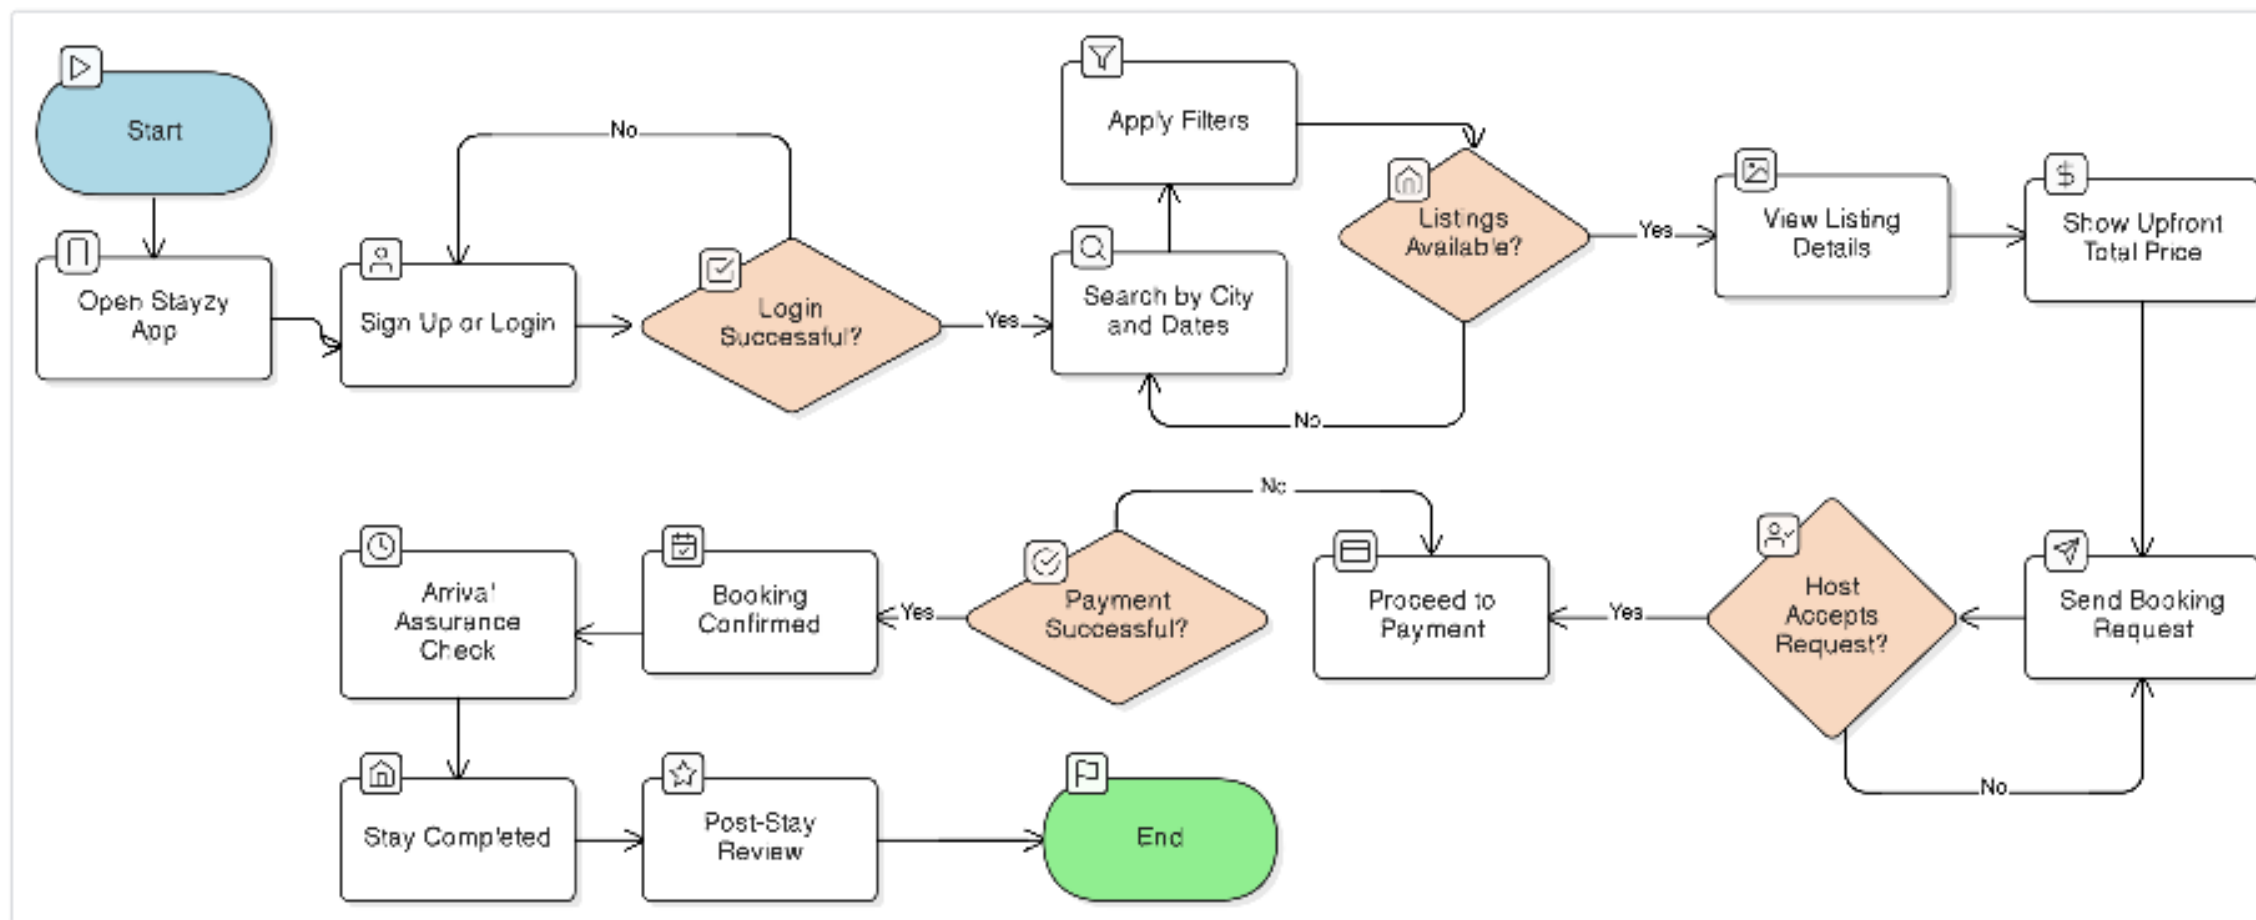 Start
Open Stayzy
App
Sign Up or Login
No
Login
Successful?
Yes
Search by City
and Dates
Apply Filters
Listings
Available?
No
Yes
View Listing
Details
Show Upfront
Total Price
Send Booking
Request
Host
Accepts
Request?
No
Yes
Proceed to
Payment
No
Payment
Successful?
Yes
Booking
Confirmed
Arrival
Assurance
Check
Stay Completed
Post-Stay
Review
End